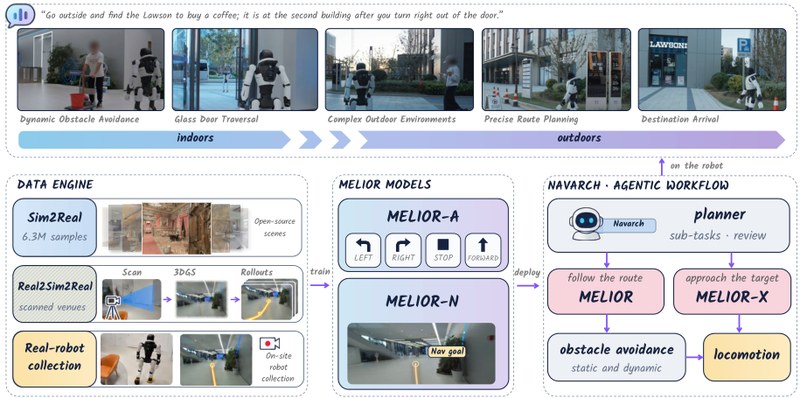 "Go outside and find the Lawson to buy a coffee; it is at the second building after you turn right out of the door."
LAWSON
P
Dynamic Obstacle Avoidance
Glass Door Traversal
Complex Outdoor Environments
Precise Route Planning
Destination Arrival
indoors
outdoors
on the robot
DATA ENGINE
Sim2Real
6.3M samples
Open-source
scenes
Real2Sim2Real
scanned venues
Scan
3DGS
Rollouts
Real-robot
collection
On-site
robot
collection
train
MELIOR MODELS
MELIOR-A
LEFT
RIGHT
STOP
FORWARD
MELIOR-N
Nav goal
deploy
NAVARCH · AGENTIC WORKFLOW
Navarch
planner
sub-tasks · review
follow the route
MELIOR
approach the target
MELIOR-X
obstacle avoidance
static and dynamic
locomotion